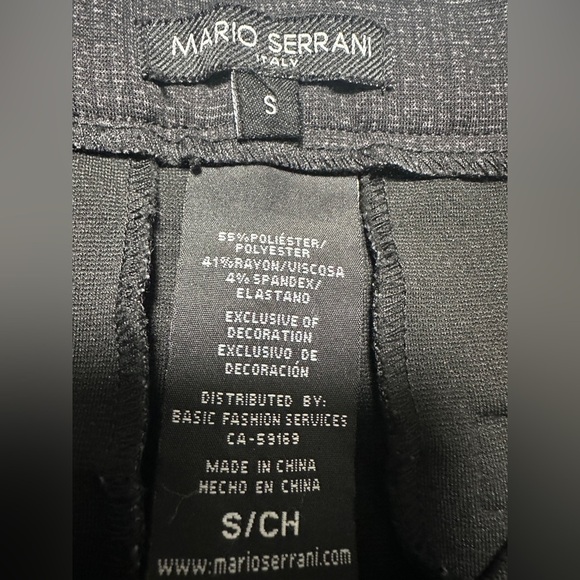 MARIO SERRANI
ITALY
S
55%POLIÉSTER/
POLYESTER
41%RAYON/VISCOSA
4% SPANDEX/
ELASTANO
EXCLUSIVE OF
DECORATION
EXCLUSIVO DE
DECORACIÓN
DISTRIBUTED BY:
BASIC FASHION SERVICES
CA-59169
MADE IN CHINA
HECHO EN CHINA
S/CH
www.marioserrani.com